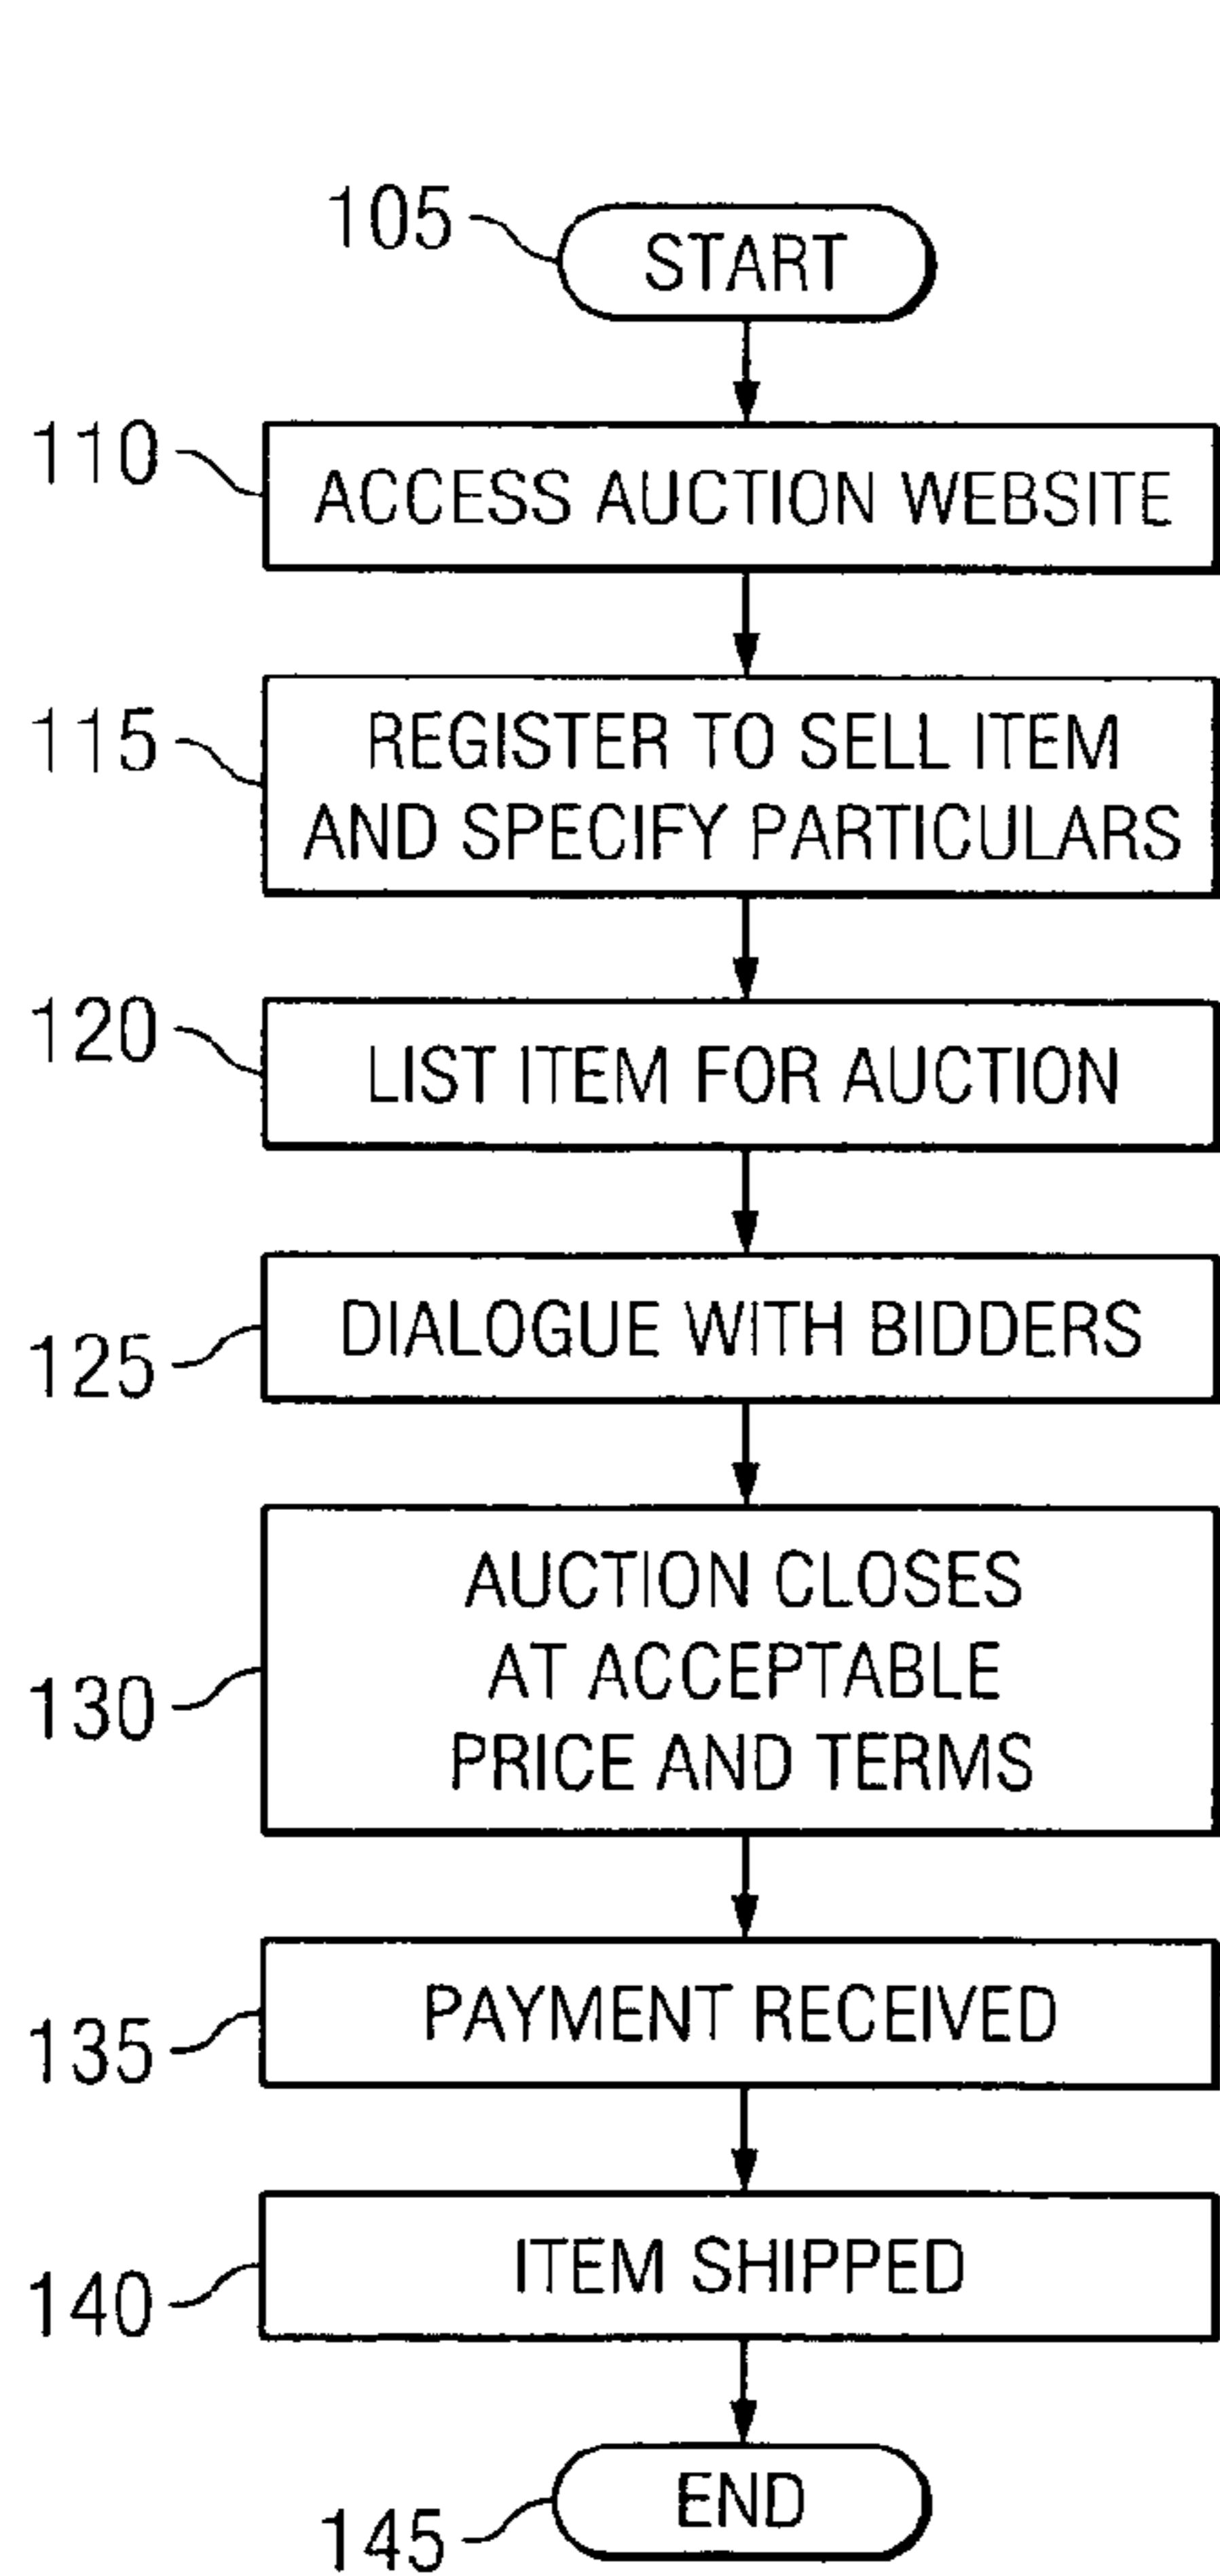 105
START
110
ACCESS AUCTION WEBSITE
115
REGISTER TO SELL ITEM
AND SPECIFY PARTICULARS
120
LIST ITEM FOR AUCTION
125
DIALOGUE WITH BIDDERS
130
AUCTION CLOSES
AT ACCEPTABLE
PRICE AND TERMS
135
PAYMENT RECEIVED
140
ITEM SHIPPED
145
END